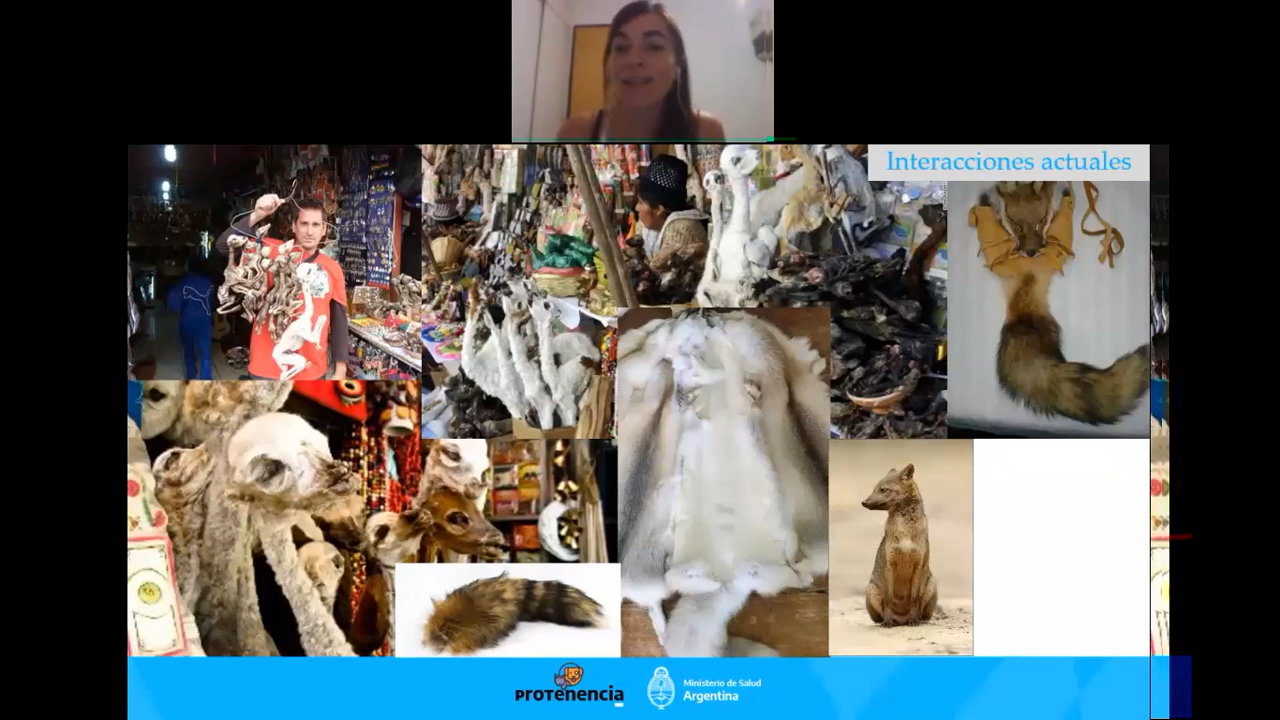 Interacciones actuales
PROTENENCIA
Ministerio de Salud
Argentina